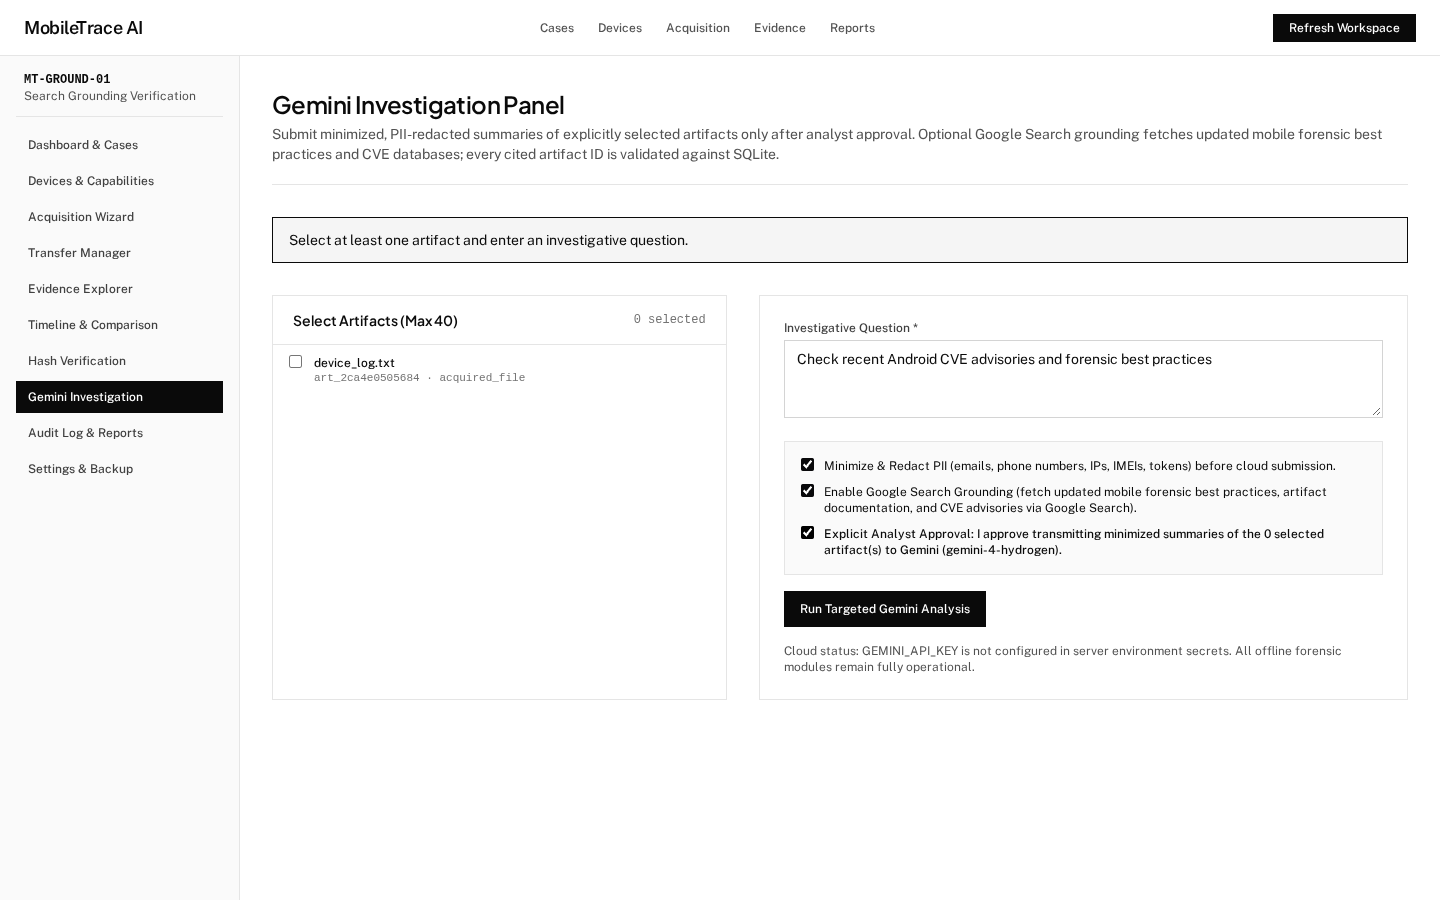 MobileTrace AI
Cases
Devices
Acquisition
Evidence
Reports
Refresh Workspace
MT-GROUND-01
Search Grounding Verification
Dashboard & Cases
Devices & Capabilities
Acquisition Wizard
Transfer Manager
Evidence Explorer
Timeline & Comparison
Hash Verification
Gemini Investigation
Audit Log & Reports
Settings & Backup
Gemini Investigation Panel
Submit minimized, PII-redacted summaries of explicitly selected artifacts only after analyst approval. Optional Google Search grounding fetches updated mobile forensic best
practices and CVE databases; every cited artifact ID is validated against SQLite.
Select at least one artifact and enter an investigative question.
Select Artifacts (Max 40)
0 selected
device_log.txt
art_2ca4e0505684 · acquired_file
Investigative Question *
Check recent Android CVE advisories and forensic best practices
Minimize & Redact PII (emails, phone numbers, IPs, IMEIs, tokens) before cloud submission.
Enable Google Search Grounding (fetch updated mobile forensic best practices, artifact
documentation, and CVE advisories via Google Search).
Explicit Analyst Approval: I approve transmitting minimized summaries of the 0 selected
artifact(s) to Gemini (gemini-4-hydrogen).
Run Targeted Gemini Analysis
Cloud status: GEMINI_API_KEY is not configured in server environment secrets. All offline forensic
modules remain fully operational.